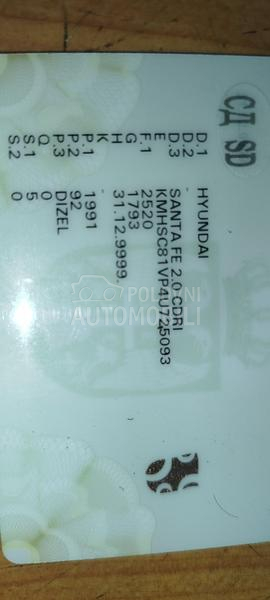 СД SD
D.1 HYUNDAI
D.2
D.3 SANTA FE 2.0 CDRI
E KMHSC81VP4U725093
F.1 2520
G 1793
H 31.12.9999.
K
P.1 1991
P.2 92
P.3 DIZEL
Q 0
S.1 5
S.2 0
POLOVNI
AUTOMOBILI